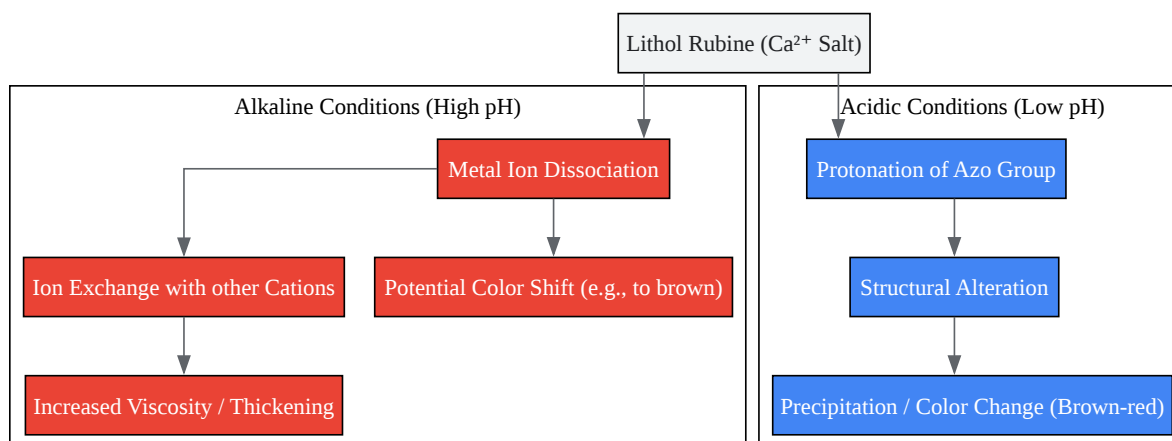 Lithol Rubine (Ca²⁺ Salt)
Alkaline Conditions (High pH)
Acidic Conditions (Low pH)
Metal Ion Dissociation
Protonation of Azo Group
Ion Exchange with other Cations
Potential Color Shift (e.g., to brown)
Structural Alteration
Increased Viscosity / Thickening
Precipitation / Color Change (Brown-red)